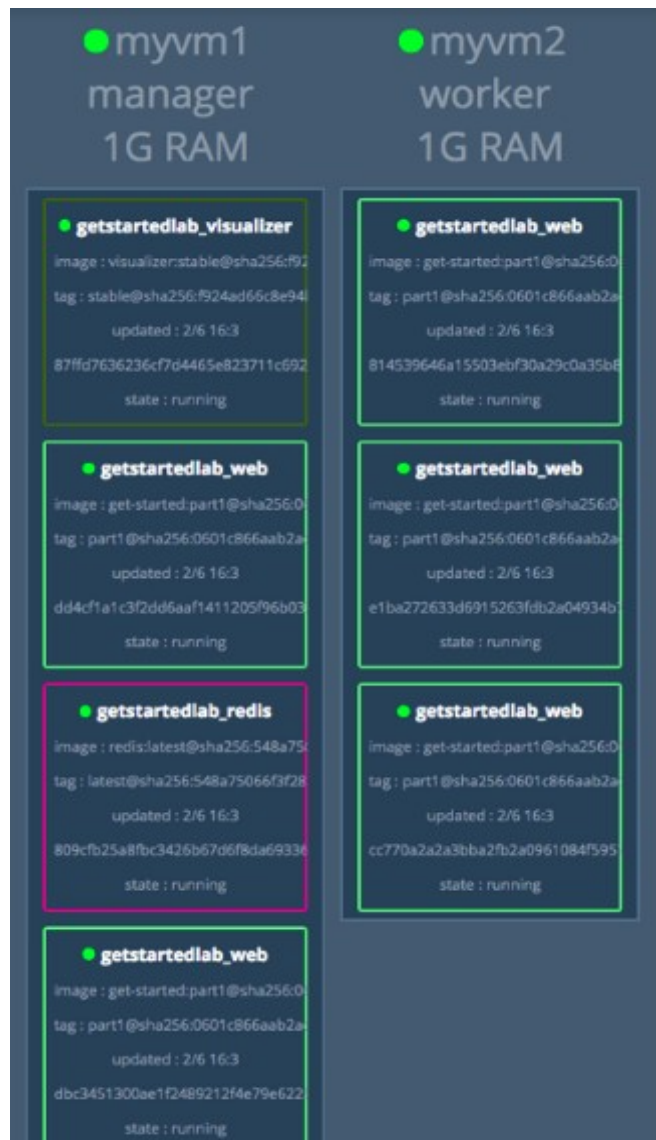 myvm1
manager
1G RAM
getstartedlab_visualizer
image : visualizer:stable@sha256:f92
tag : stable@sha256:f924ad66c8e94
updated : 2/6 16:3
87ffd7636236cf7d4465e823711c692
state : running
getstartedlab_web
image : get-started:part1@sha256:0
tag : part1@sha256:0601c866aab2a
updated : 2/6 16:3
dd4cf1a1c3f2dd6aaf1411205f96b03
state : running
getstartedlab_redis
image : redis:latest@sha256:548a75
tag : latest@sha256:548a75066f3f28
updated : 2/6 16:3
809cfb25a8fbc3426b67d6f8da69336
state : running
getstartedlab_web
image : get-started:part1@sha256:0
tag : part1@sha256:0601c866aab2a
updated : 2/6 16:3
dbc3451300ae1f2489212f4e79e622
state : running
myvm2
worker
1G RAM
getstartedlab_web
image : get-started:part1@sha256:0
tag : part1@sha256:0601c866aab2a
updated : 2/6 16:3
814539646a15503ebf30a29c0a35b8
state : running
getstartedlab_web
image : get-started:part1@sha256:0
tag : part1@sha256:0601c866aab2a
updated : 2/6 16:3
e1ba272633d6915263fdb2a04934b
state : running
getstartedlab_web
image : get-started:part1@sha256:0
tag : part1@sha256:0601c866aab2a
updated : 2/6 16:3
cc770a2a2a3bba2fb2a0961084f595
state : running